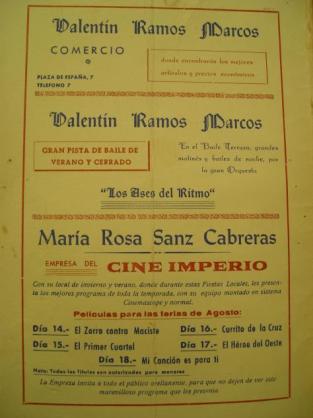 Valentín Ramos Marcos
COMERCIO
PLAZA DE ESPAÑA, 7
TELEFONO 7
donde encontrarán los mejores
artículos y precios económicos
Valentín Ramos Marcos
GRAN PISTA DE BAILE DE
VERANO Y CERRADO
En el Baile Terraza, grandes
matinés y bailes de noche, por
la gran Orquesta
"Los Ases del Ritmo"
María Rosa Sanz Cabreras
EMPRESA DEL CINE IMPERIO
Con su local de invierno y verano, donde durante estas Fiestas Locales, les presen-
ta los mejores programas de toda la temporada, con su equipo montado en sistema
Cinemascope y normal.
Películas para las ferias de Agosto:
Día 14.- El Zorro contra Maciste
Día 16.- Currito de la Cruz
Día 15.- El Primer Cuartel
Día 17.- El Héroe del Oeste
Día 18.- Mi Canción es para ti
Nota: Todos los títulos son autorizados para menores
La Empresa invita a todo el público orellanense, para que no dejen de ver este
maravilloso programa que les presenta